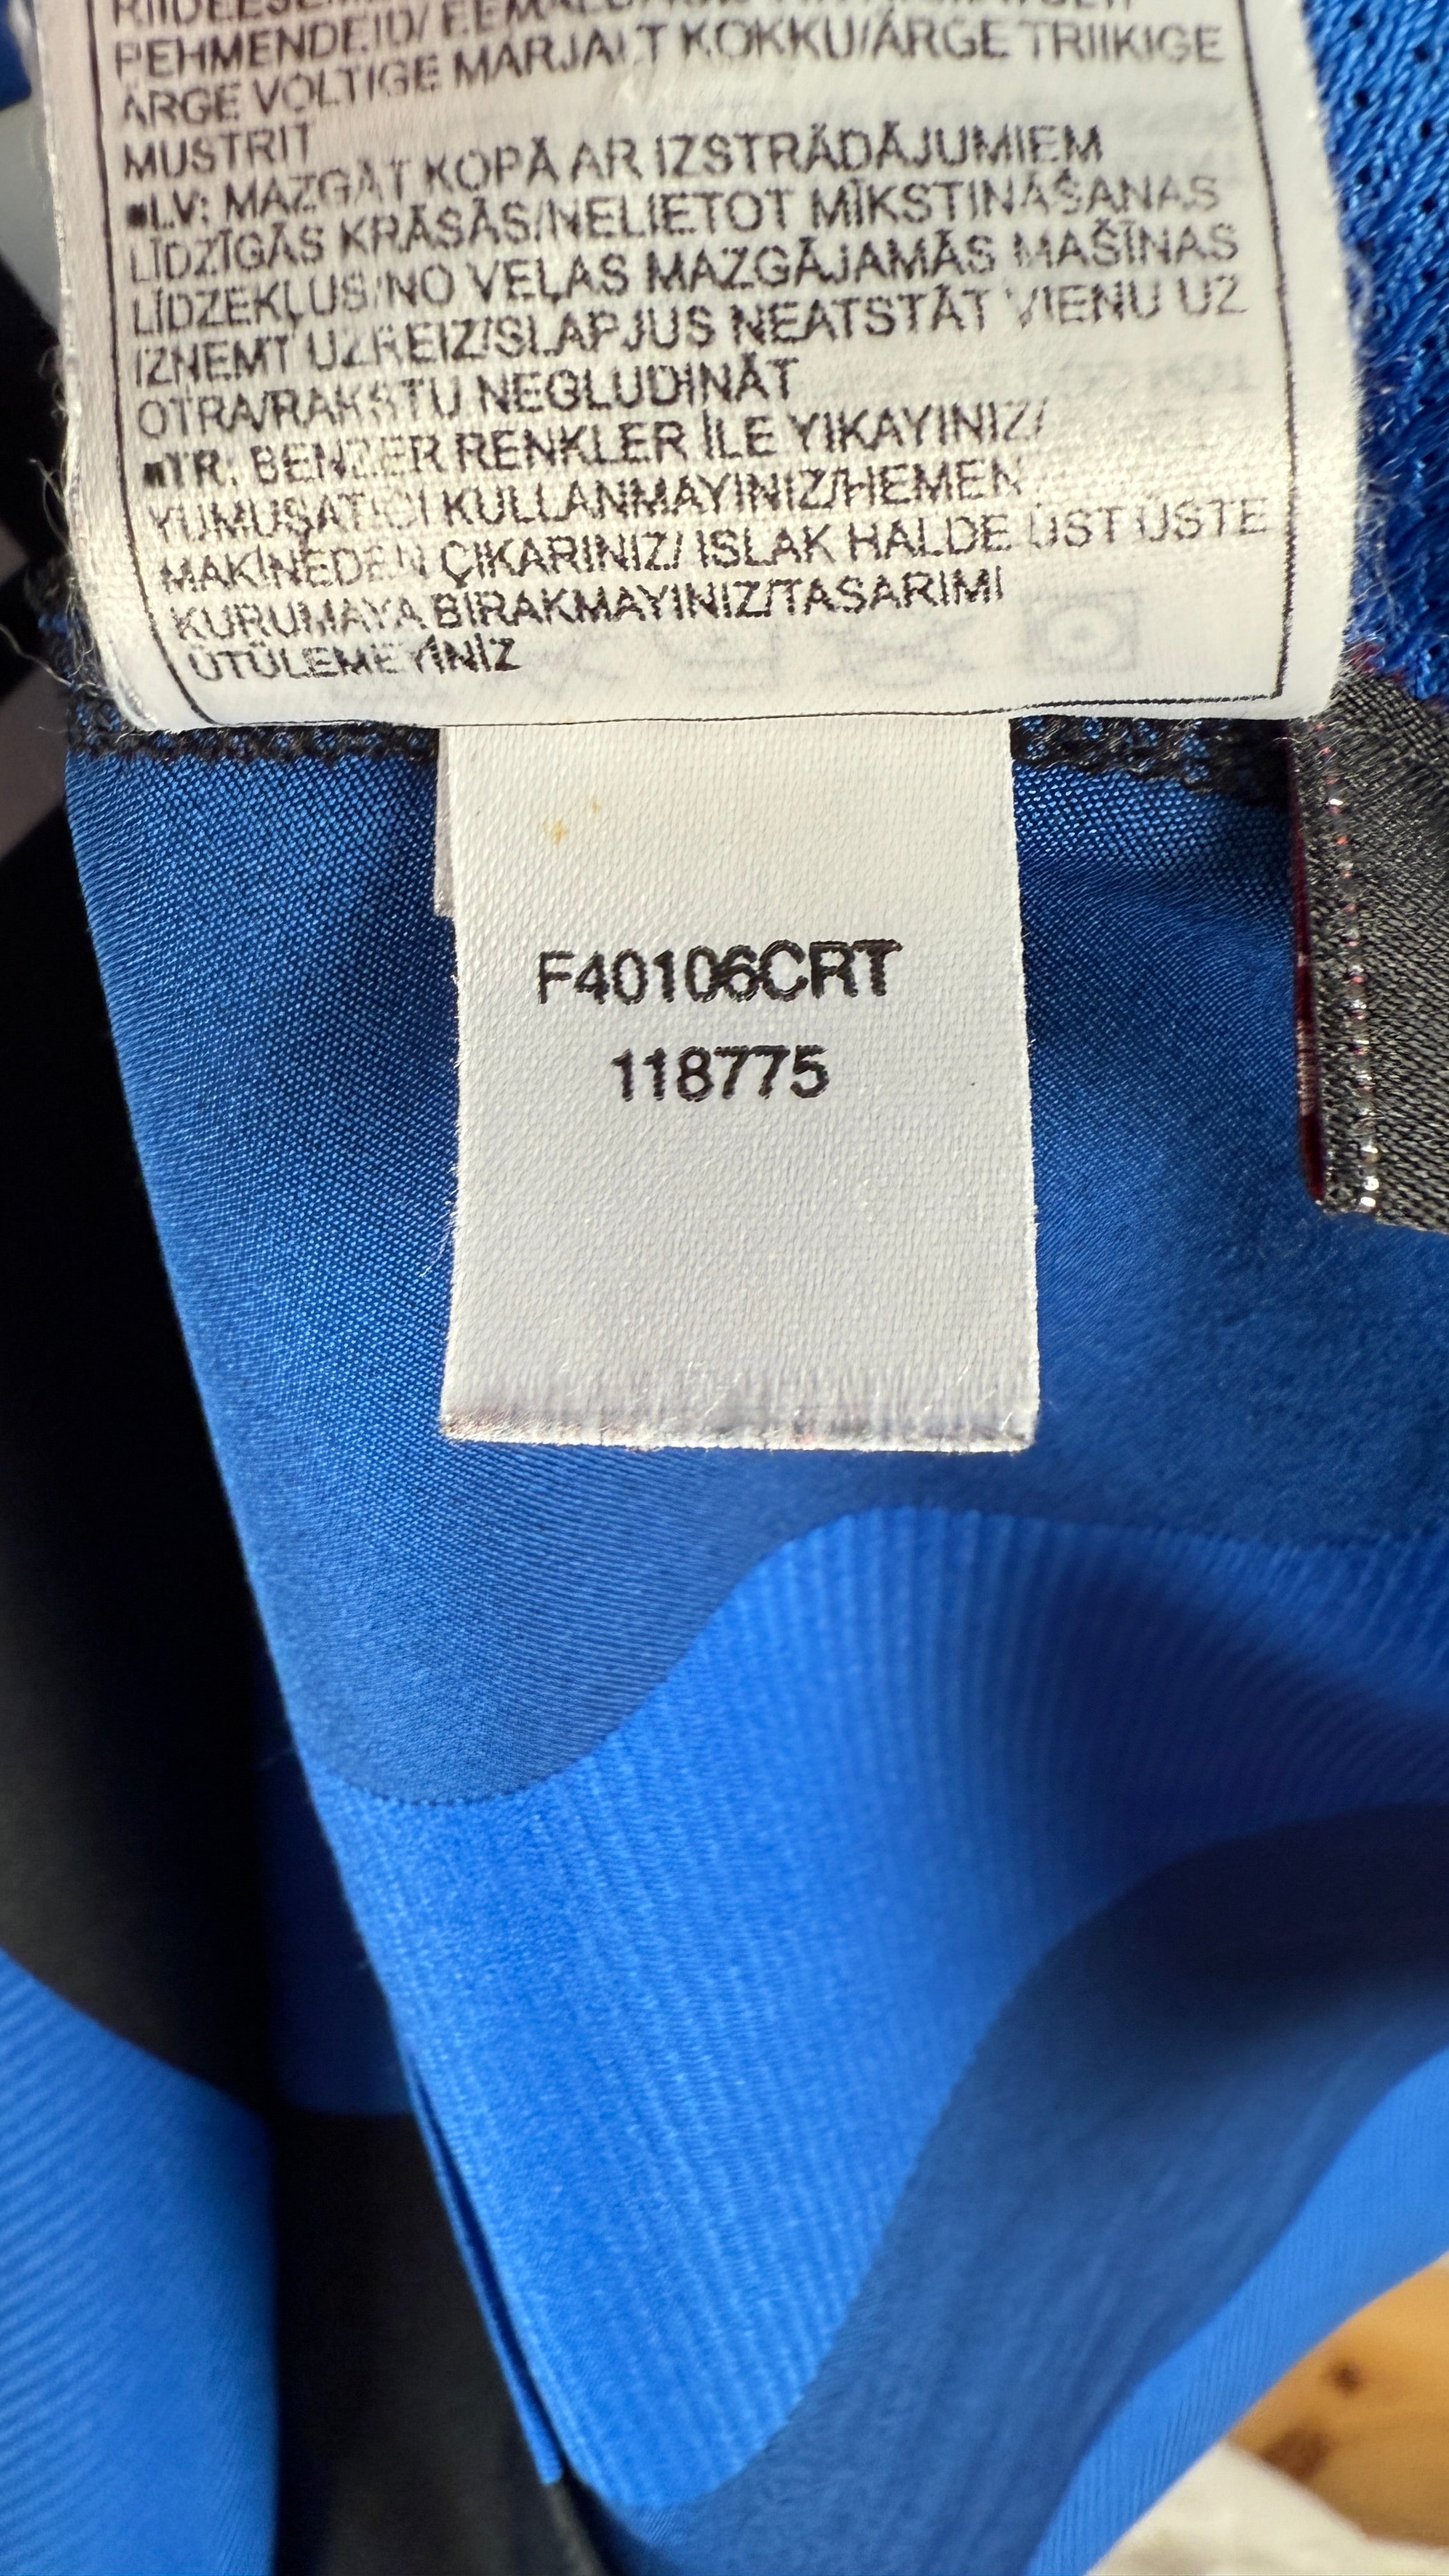 PEHMENDEID/ EEMALDAGE
ÄRGE VOLTIGE MÄRJALT KOKKU/ÄRGE TRIIKIGE
MUSTRIT
■LV: MAZGĀT KOPĀ AR IZSTRĀDĀJUMIEM
LĪDZĪGĀS KRĀSĀS/NELIETOT MĪKSTINĀŠANAS
LĪDZEKĻUS/NO VEĻAS MAZGĀJAMĀS MAŠĪNAS
IZŅEMT UZREIZ/SLAPJUS NEATSTĀT VIENU UZ
OTRA/RAKSTU NEGLUDINĀT
■TR: BENZER RENKLER İLE YIKAYINIZ/
YUMUŞATICI KULLANMAYINIZ/HEMEN
MAKİNEDEN ÇIKARINIZ/ ISLAK HALDE ÜST ÜSTE
KURUMAYA BIRAKMAYINIZ/TASARIMI
ÜTÜLEMEYİNİZ
F40106CRT
118775